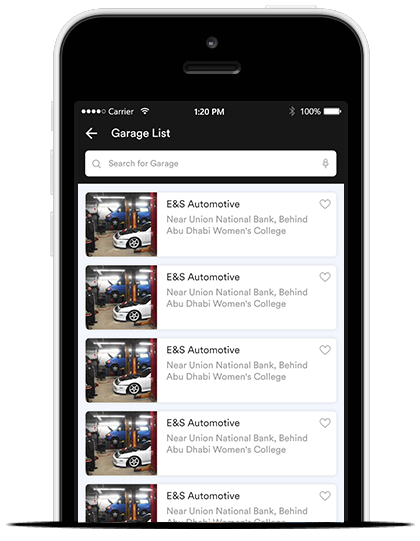 Carrier 1:20 PM 100%
Garage List
Search for Garage
E&S Automotive
Near Union National Bank, Behind
Abu Dhabi Women's College
E&S Automotive
Near Union National Bank, Behind
Abu Dhabi Women's College
E&S Automotive
Near Union National Bank, Behind
Abu Dhabi Women's College
E&S Automotive
Near Union National Bank, Behind
Abu Dhabi Women's College
E&S Automotive
Near Union National Bank, Behind
Abu Dhabi Women's College